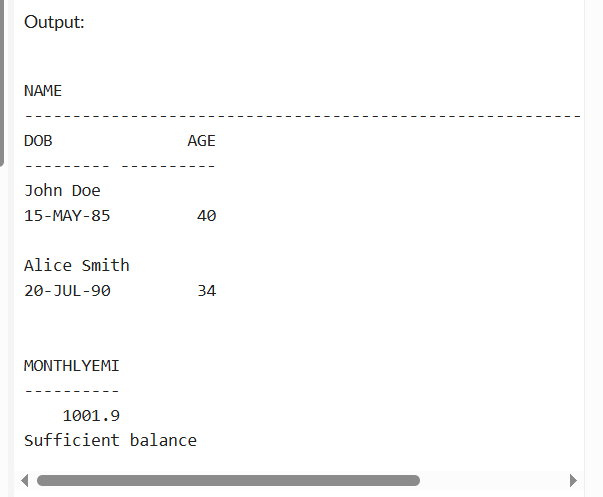 Output:
NAME
----------------------------------------------------------
DOB              AGE
--------- ----------
John Doe
15-MAY-85         40
Alice Smith
20-JUL-90         34
MONTHLYEMI
----------
    1001.9
Sufficient balance